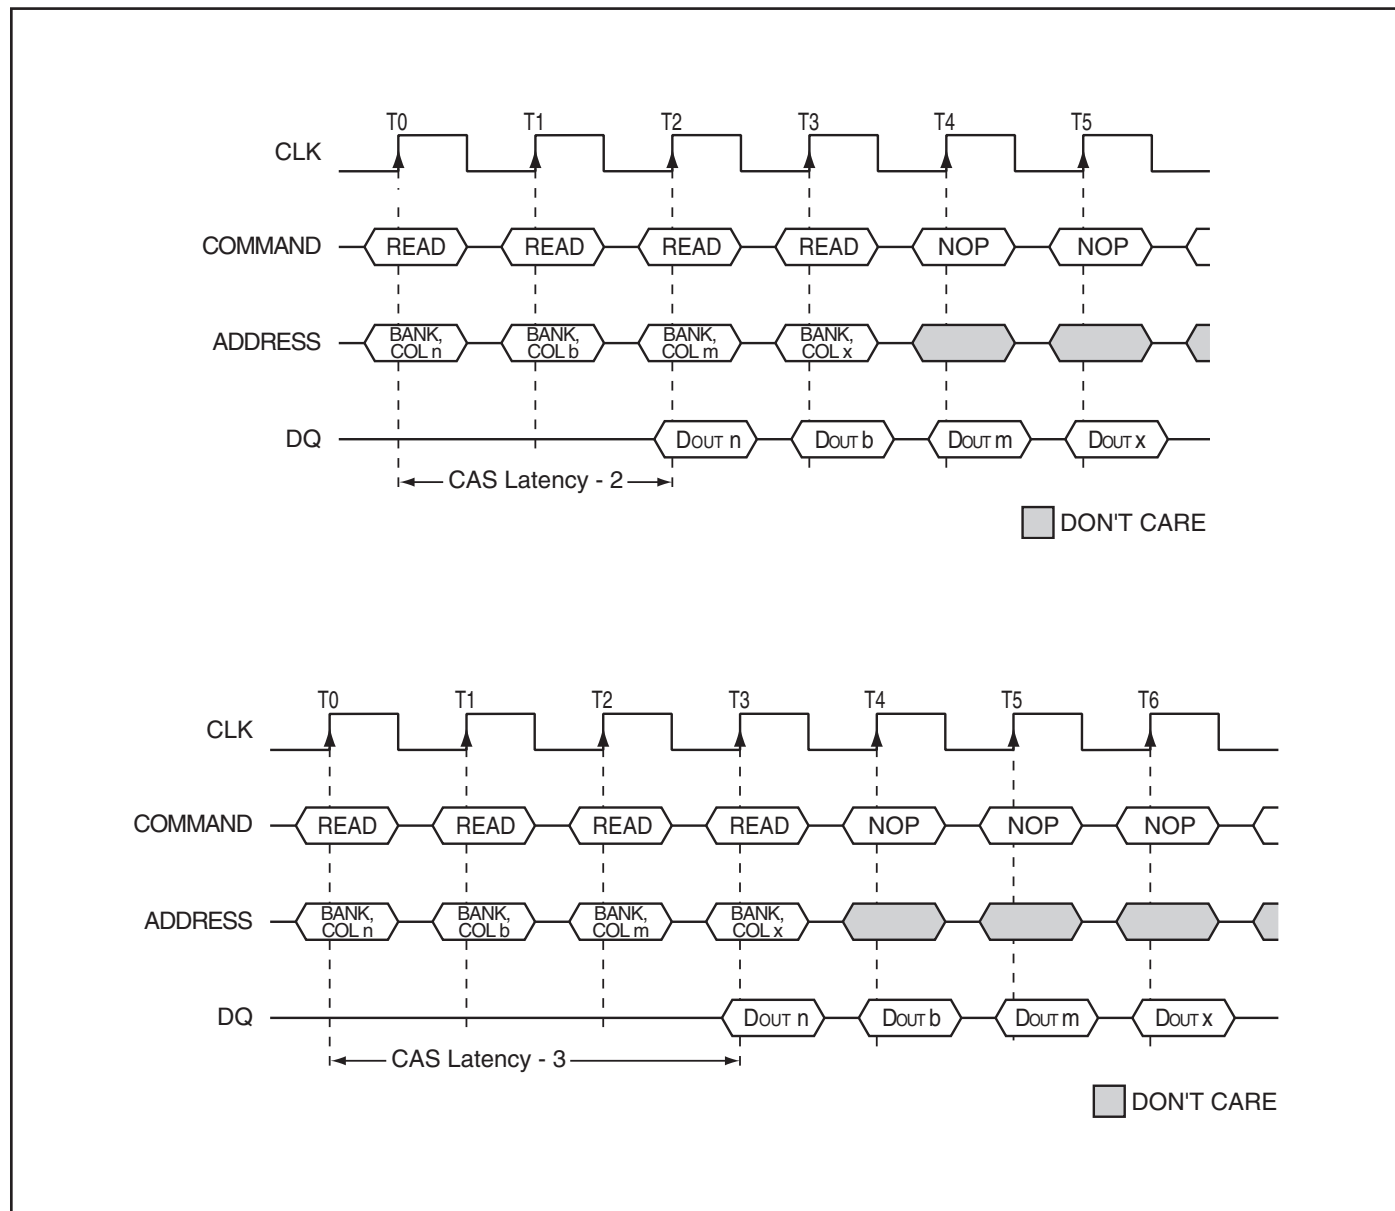 T0 T1 T2 T3 T4 T5
CLK
COMMAND READ READ READ READ NOP NOP
ADDRESS BANK, COL n BANK, COL b BANK, COL m BANK, COL x
DQ DOUT n DOUT b DOUT m DOUT x
CAS Latency - 2
DON'T CARE
T0 T1 T2 T3 T4 T5 T6
CLK
COMMAND READ READ READ READ NOP NOP NOP
ADDRESS BANK, COL n BANK, COL b BANK, COL m BANK, COL x
DQ DOUT n DOUT b DOUT m DOUT x
CAS Latency - 3
DON'T CARE